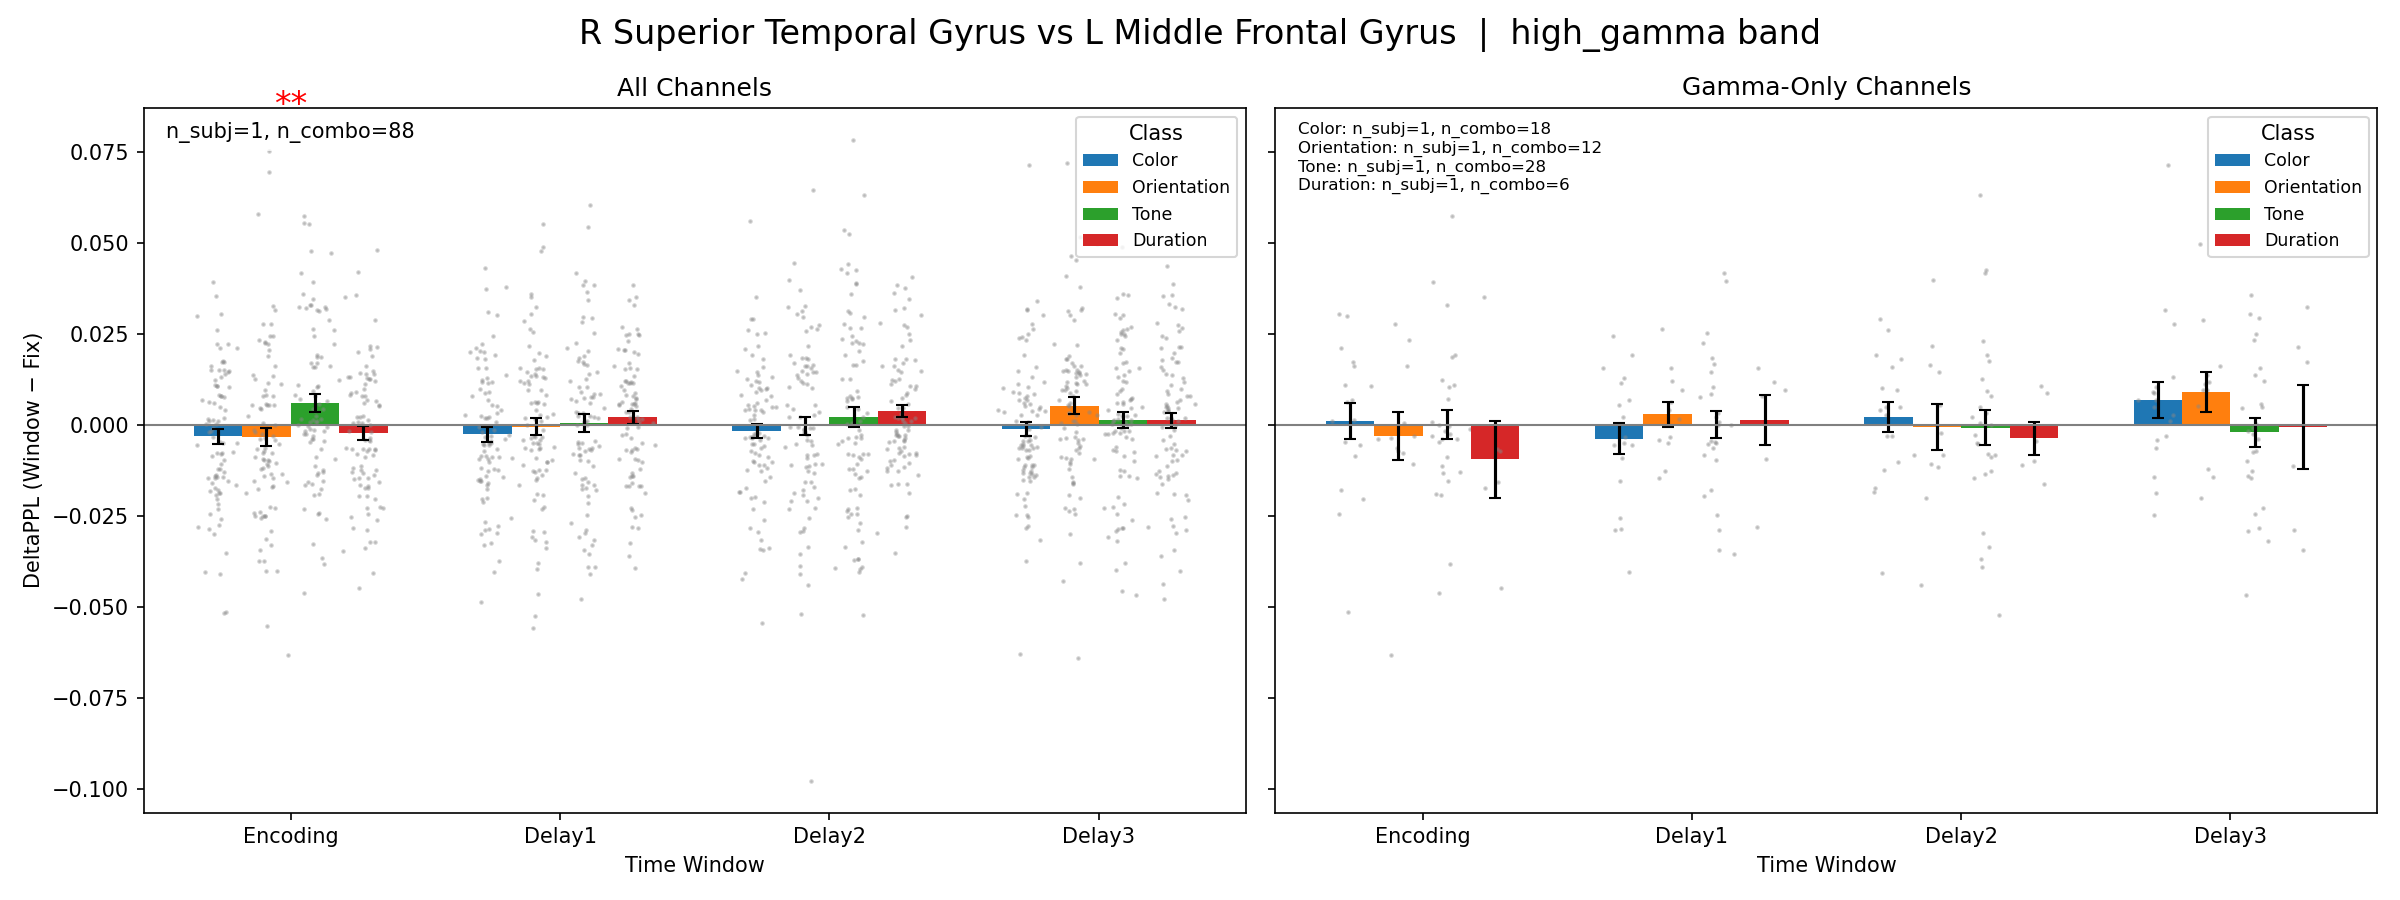 R Superior Temporal Gyrus vs L Middle Frontal Gyrus | high_gamma band
All Channels
**
n_subj=1, n_combo=88
Class
Color
Orientation
Tone
Duration
0.075
0.050
0.025
0.000
−0.025
−0.050
−0.075
−0.100
DeltaPPL (Window − Fix)
Encoding
Delay1
Delay2
Delay3
Time Window
Gamma-Only Channels
Color: n_subj=1, n_combo=18
Orientation: n_subj=1, n_combo=12
Tone: n_subj=1, n_combo=28
Duration: n_subj=1, n_combo=6
Class
Color
Orientation
Tone
Duration
Encoding
Delay1
Delay2
Delay3
Time Window